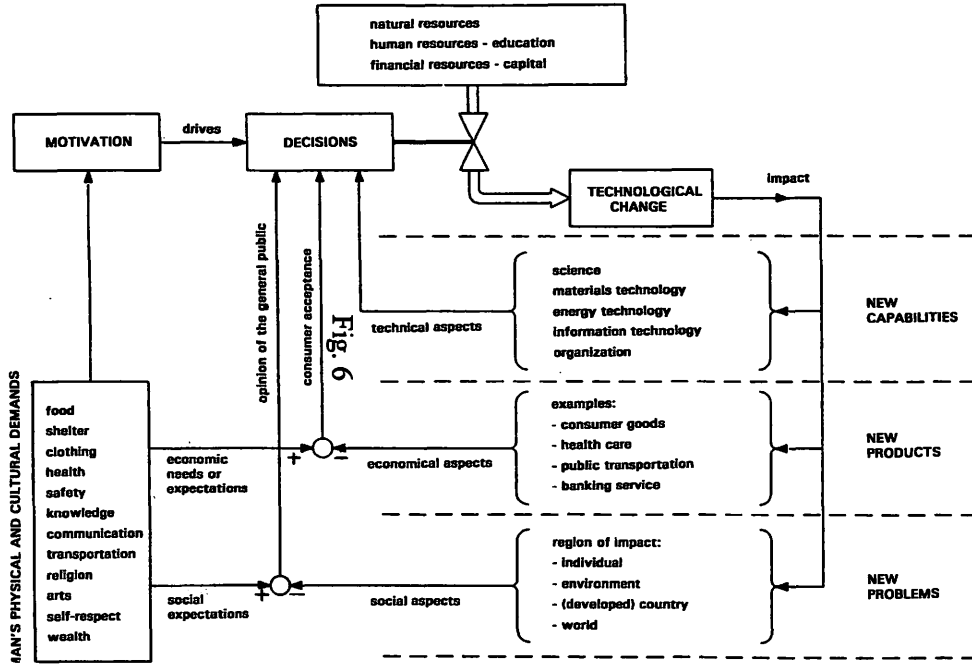 natural resources
human resources - education
financial resources - capital
MOTIVATION
drives
DECISIONS
TECHNOLOGICAL
CHANGE
impact
opinion of the general public
consumer acceptance
Fig. 6
technical aspects
science
materials technology
energy technology
information technology
organization
NEW
CAPABILITIES
MAN'S PHYSICAL AND CULTURAL DEMANDS
food
shelter
clothing
health
safety
knowledge
communication
transportation
religion
arts
self-respect
wealth
economic
needs or
expectations
+
-
economical aspects
examples:
- consumer goods
- health care
- public transportation
- banking service
NEW
PRODUCTS
social
expectations
+
-
social aspects
region of impact:
- individual
- environment
- (developed) country
- world
NEW
PROBLEMS